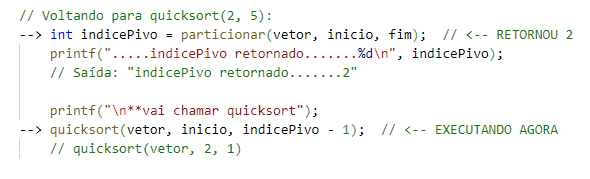 // Voltando para quicksort(2, 5):
--> int indicePivo = particionar(vetor, inicio, fim);  // <-- RETORNOU 2
    printf(".....indicePivo retornado.......%d\n", indicePivo);
    // Saída: "indicePivo retornado.......2"

    printf("\n**vai chamar quicksort");
--> quicksort(vetor, inicio, indicePivo - 1);  // <-- EXECUTANDO AGORA
    // quicksort(vetor, 2, 1)